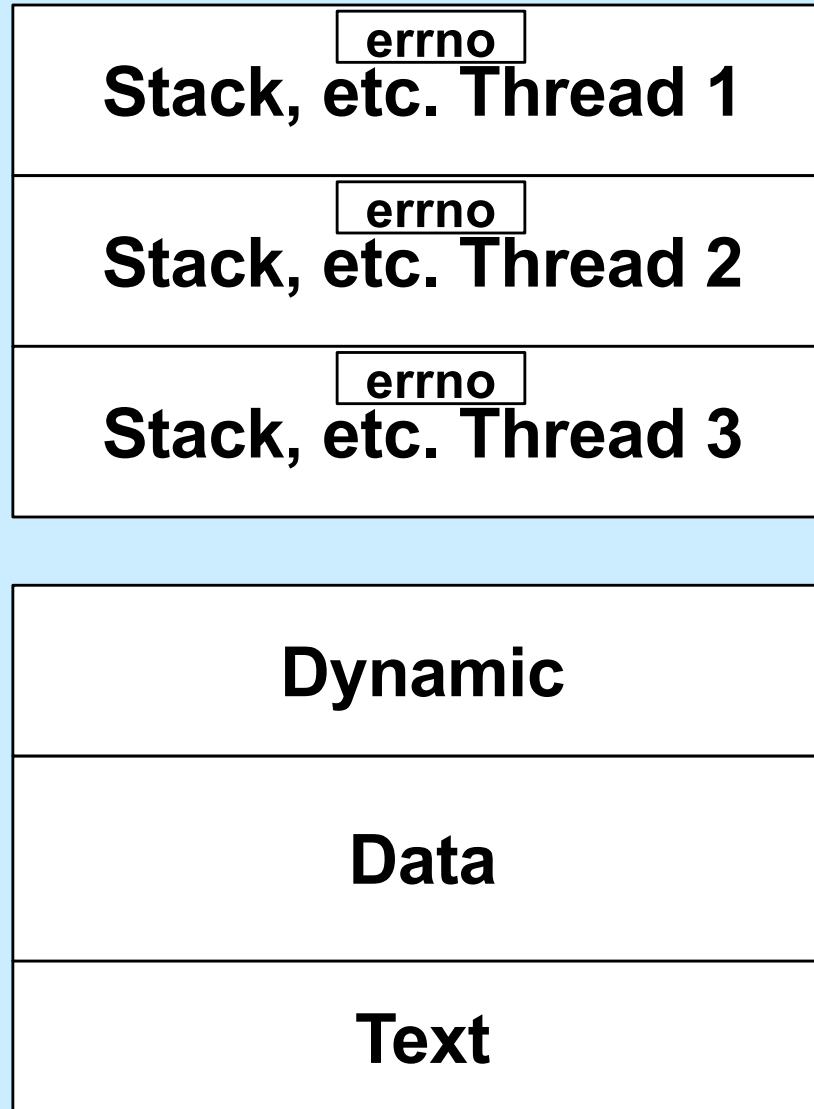 errno
Stack, etc. Thread 1
errno
Stack, etc. Thread 2
errno
Stack, etc. Thread 3
Dynamic
Data
Text